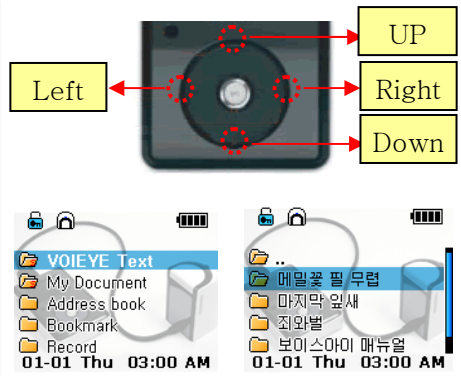 UP
Left
Right
Down
VOIEYE Text
My Document
Address book
Bookmark
Record
01-01 Thu 03:00 AM
..
메밀꽃 필 무렵
마지막 잎새
죄와벌
보이스아이 매뉴얼
01-01 Thu 03:00 AM